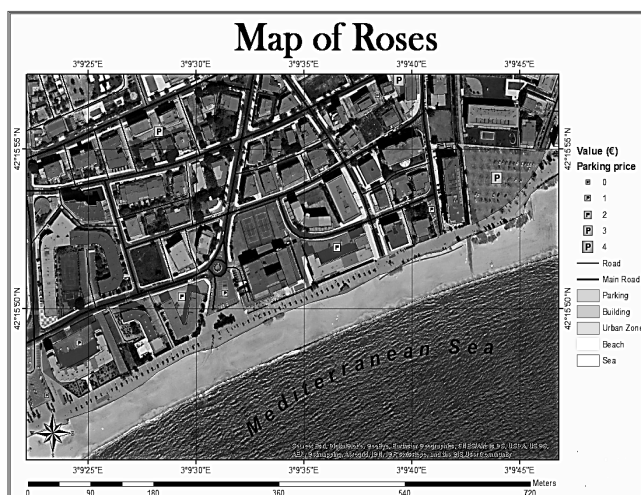 Map of Roses
3°9'25"E 3°9'30"E 3°9'35"E 3°9'40"E 3°9'45"E
42°15'55"N 42°15'55"N
42°15'50"N 42°15'50"N
P P P P P
Mediterranean Sea
Value (€)
Parking price
0
1
2
P 3
P 4
Road
Main Road
Parking
Building
Urban Zone
Beach
Sea
3°9'25"E 3°9'30"E 3°9'35"E 3°9'40"E 3°9'45"E
Meters
0 90 180 360 540 720